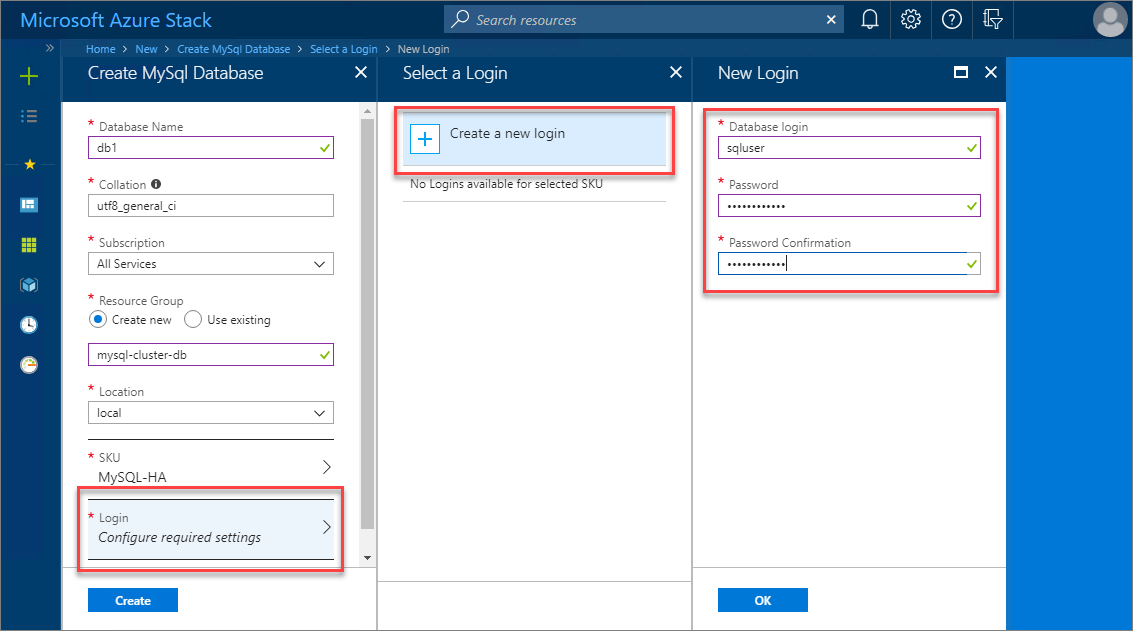 Microsoft Azure Stack
Search resources
Home > New > Create MySql Database > Select a Login > New Login
Create MySql Database
* Database Name
db1
* Collation
utf8_general_ci
* Subscription
All Services
* Resource Group
Create new Use existing
mysql-cluster-db
* Location
local
* SKU
MySQL-HA
* Login
Configure required settings
Create
Select a Login
Create a new login
No Logins available for selected SKU
New Login
* Database login
sqluser
* Password
••••••••••••
* Password Confirmation
••••••••••••
OK